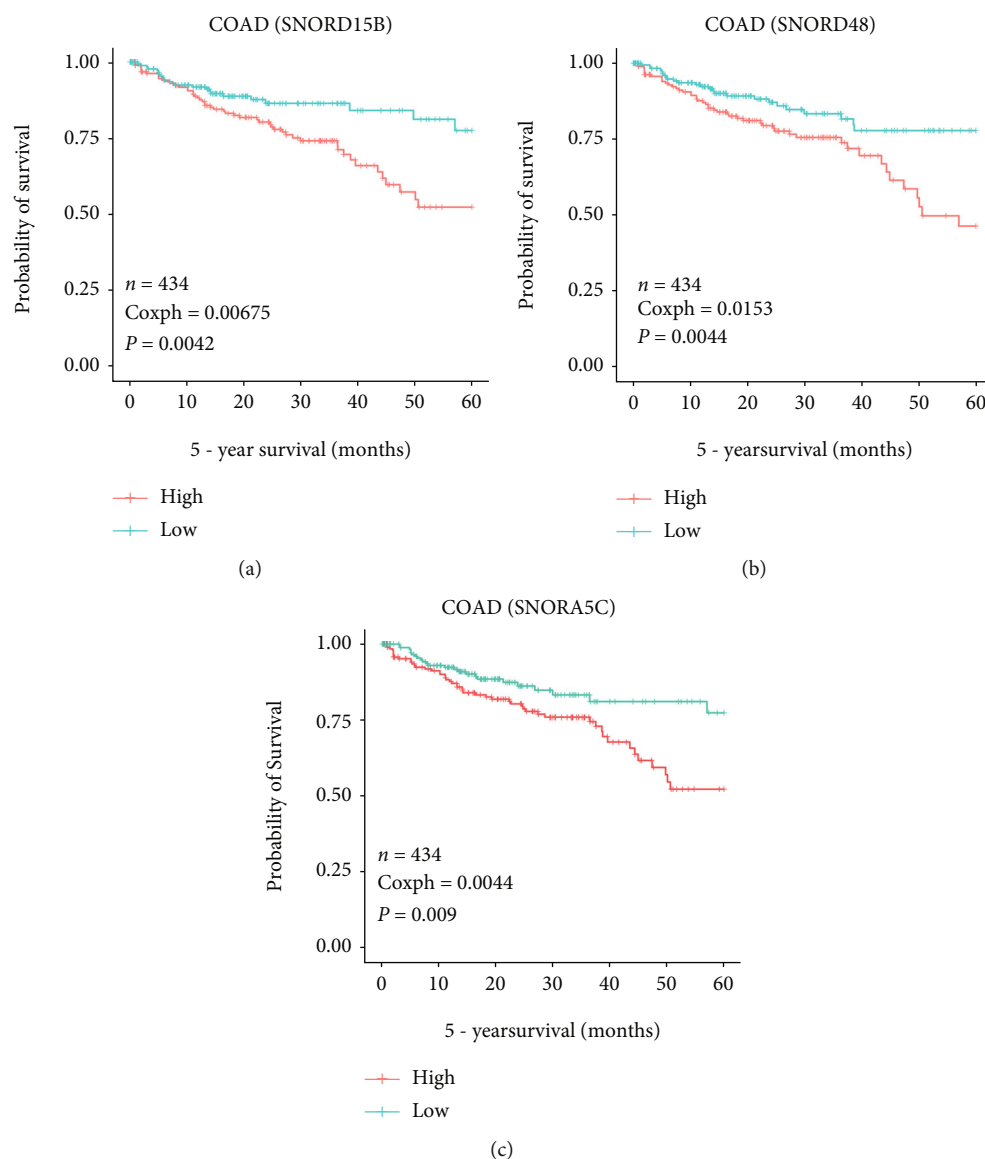 COAD (SNORD15B)
Probability of survival
1.00
0.75
0.50
0.25
0.00
n = 434
Coxph = 0.00675
P = 0.0042
0 10 20 30 40 50 60
5 - year survival (months)
High
Low
(a)
COAD (SNORD48)
Probability of survival
1.00
0.75
0.50
0.25
0.00
n = 434
Coxph = 0.0153
P = 0.0044
0 10 20 30 40 50 60
5 - yearsurvival (months)
High
Low
(b)
COAD (SNORA5C)
Probability of Survival
1.00
0.75
0.50
0.25
0.00
n = 434
Coxph = 0.0044
P = 0.009
0 10 20 30 40 50 60
5 - yearsurvival (months)
High
Low
(c)